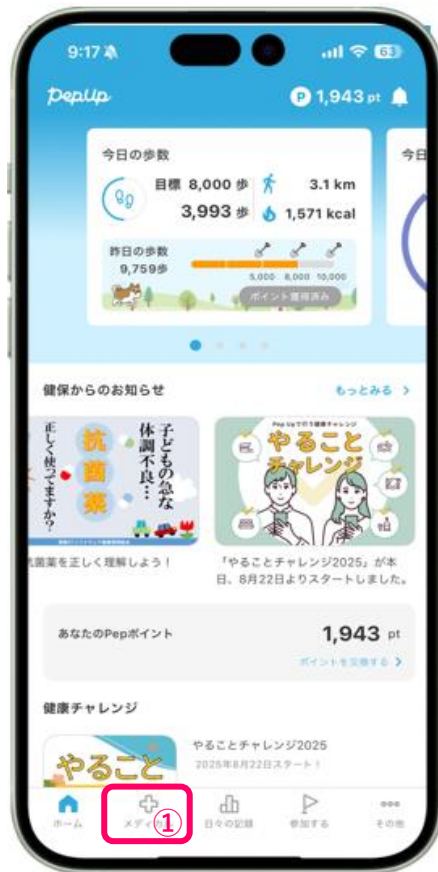 9:17
63
PepUp
P 1,943 pt
今日の歩数
目標 8,000 歩
3.1 km
3,993 歩
1,571 kcal
昨日の歩数
9,759歩
5,000 8,000 10,000
ポイント獲得済み
今日
健保からのお知らせ
もっとみる >
子どもの急な
体調不良…
抗菌薬
正しく使ってますか?
抗菌薬を正しく理解しよう!
Pep Upで行う健康チャレンジ
やること
チャレンジ
「やることチャレンジ2025」が本
日、8月22日よりスタートしました。
あなたのPepポイント
1,943 pt
ポイントを交換する >
健康チャレンジ
やること
やることチャレンジ2025
2025年8月22日スタート!
ホーム
メディ
①
日々の記録
参加する
その他